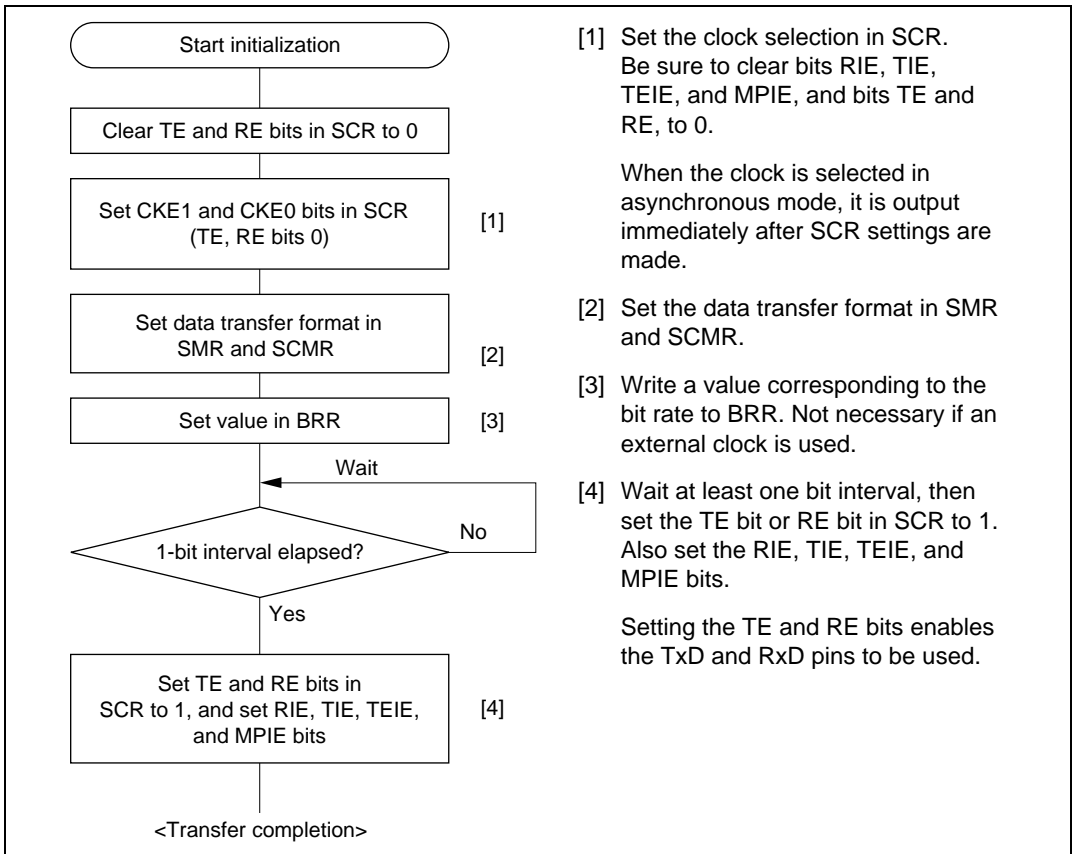 Start initialization
Clear TE and RE bits in SCR to 0
Set CKE1 and CKE0 bits in SCR
(TE, RE bits 0)
[1]
Set data transfer format in
SMR and SCMR
[2]
Set value in BRR
[3]
Wait
1-bit interval elapsed?
No
Yes
Set TE and RE bits in
SCR to 1, and set RIE, TIE, TEIE,
and MPIE bits
[4]
<Transfer completion>
[1] Set the clock selection in SCR.
Be sure to clear bits RIE, TIE,
TEIE, and MPIE, and bits TE and
RE, to 0.
When the clock is selected in
asynchronous mode, it is output
immediately after SCR settings are
made.
[2] Set the data transfer format in SMR
and SCMR.
[3] Write a value corresponding to the
bit rate to BRR. Not necessary if an
external clock is used.
[4] Wait at least one bit interval, then
set the TE bit or RE bit in SCR to 1.
Also set the RIE, TIE, TEIE, and
MPIE bits.
Setting the TE and RE bits enables
the TxD and RxD pins to be used.